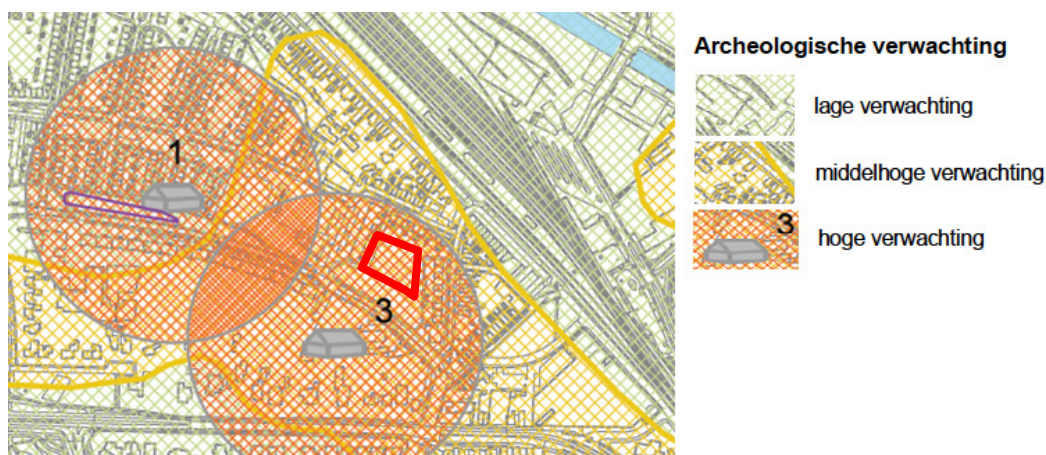 Archeologische verwachting
1
lage verwachting
middelhoge verwachting
3
hoge verwachting
3